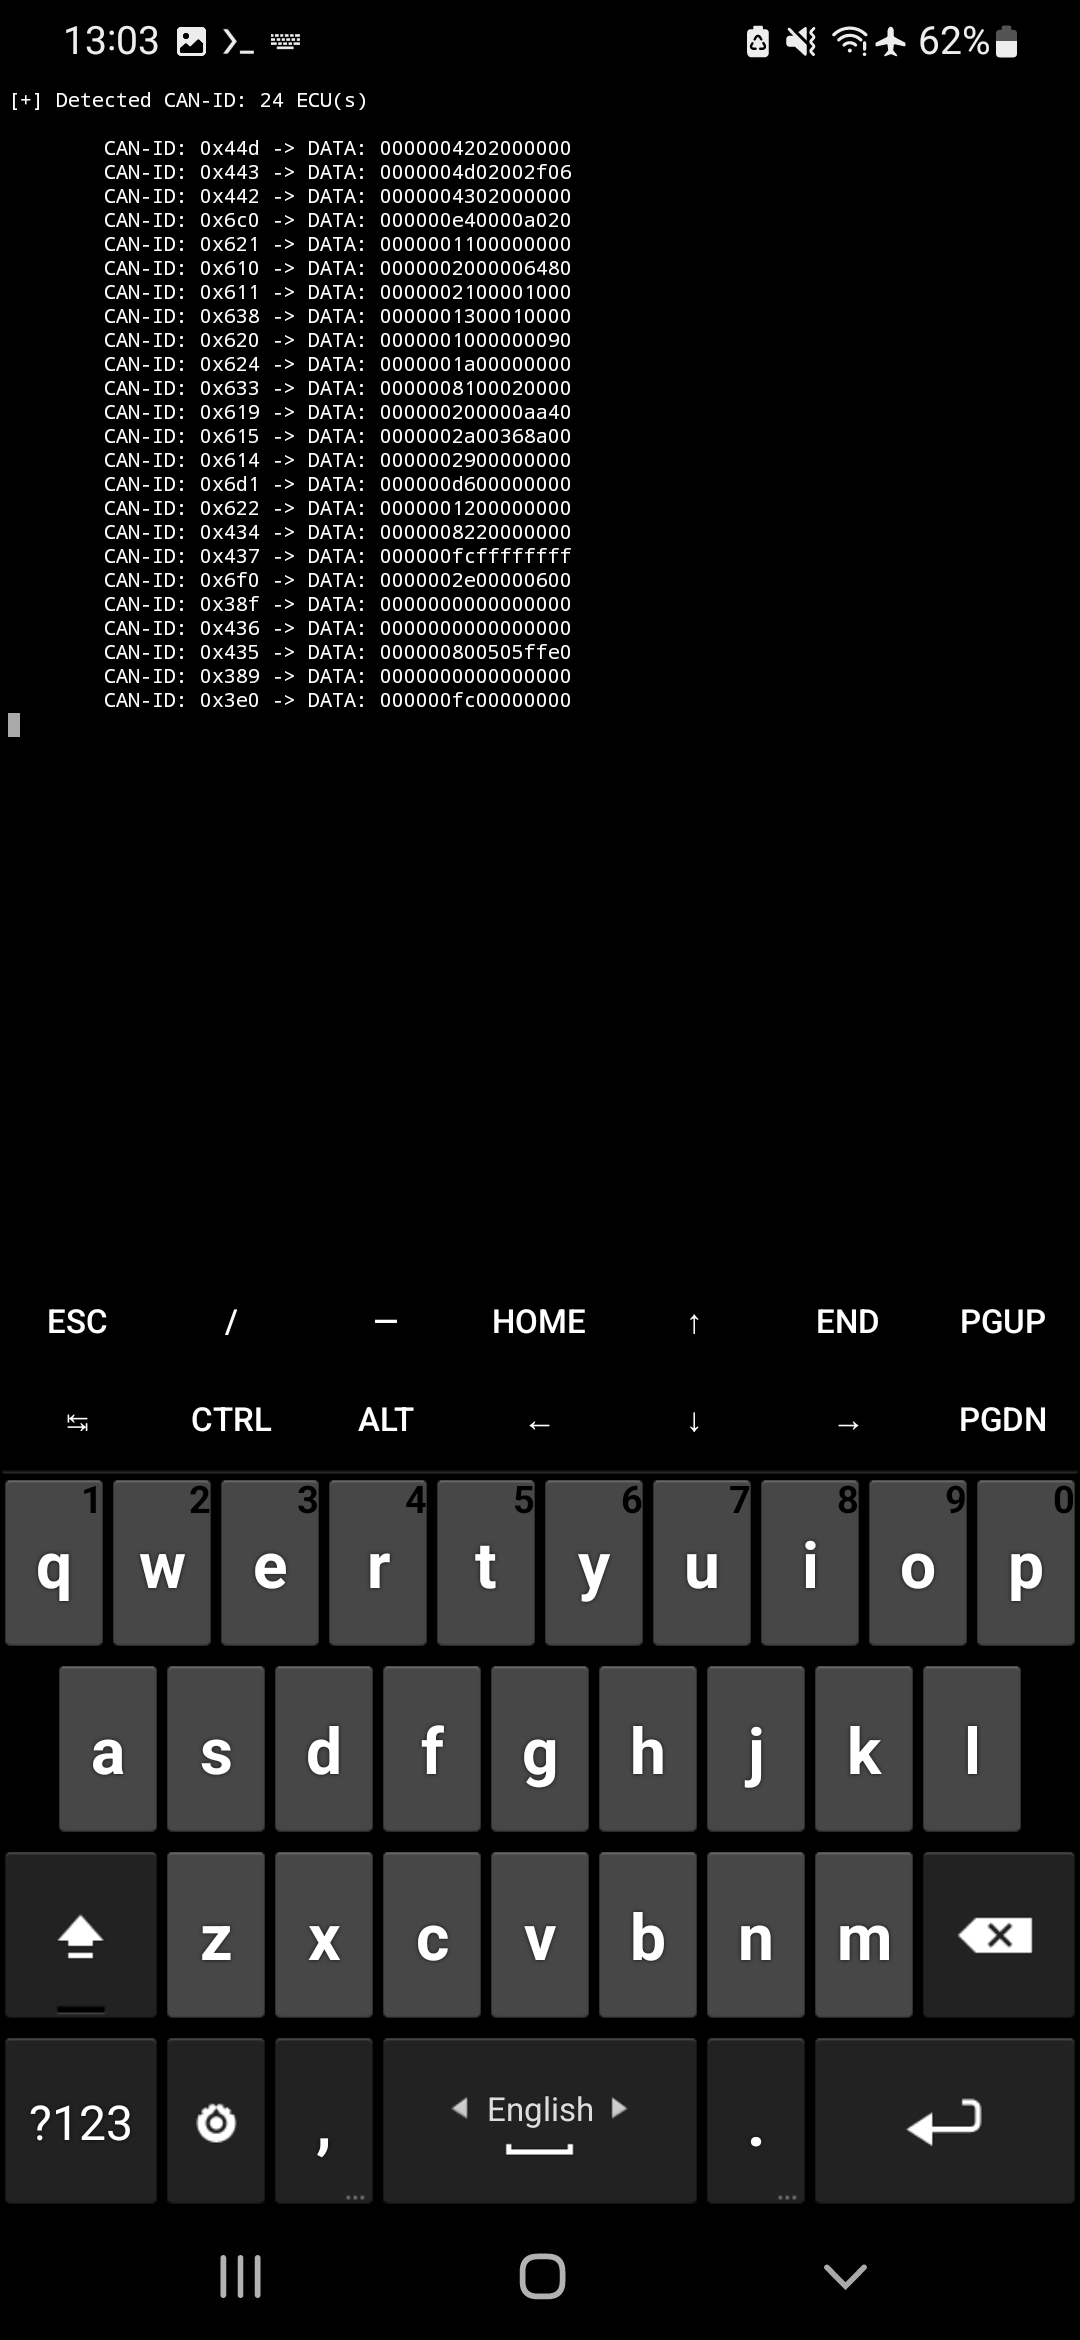 13:03 62%
[+] Detected CAN-ID: 24 ECU(s)
CAN-ID: 0x44d -> DATA: 0000004202000000
CAN-ID: 0x443 -> DATA: 0000004d02002f06
CAN-ID: 0x442 -> DATA: 0000004302000000
CAN-ID: 0x6c0 -> DATA: 000000e40000a020
CAN-ID: 0x621 -> DATA: 0000001100000000
CAN-ID: 0x610 -> DATA: 0000002000006480
CAN-ID: 0x611 -> DATA: 0000002100001000
CAN-ID: 0x638 -> DATA: 0000001300010000
CAN-ID: 0x620 -> DATA: 0000001000000090
CAN-ID: 0x624 -> DATA: 0000001a00000000
CAN-ID: 0x633 -> DATA: 0000008100020000
CAN-ID: 0x619 -> DATA: 000000200000aa40
CAN-ID: 0x615 -> DATA: 0000002a00368a00
CAN-ID: 0x614 -> DATA: 0000002900000000
CAN-ID: 0x6d1 -> DATA: 000000d600000000
CAN-ID: 0x622 -> DATA: 0000001200000000
CAN-ID: 0x434 -> DATA: 0000008220000000
CAN-ID: 0x437 -> DATA: 000000fcffffffff
CAN-ID: 0x6f0 -> DATA: 0000002e00000600
CAN-ID: 0x38f -> DATA: 0000000000000000
CAN-ID: 0x436 -> DATA: 0000000000000000
CAN-ID: 0x435 -> DATA: 000000800505ffe0
CAN-ID: 0x389 -> DATA: 0000000000000000
CAN-ID: 0x3e0 -> DATA: 000000fc00000000
ESC / — HOME ↑ END PGUP
↹ CTRL ALT ← ↓ → PGDN
1 2 3 4 5 6 7 8 9 0
q w e r t y u i o p
a s d f g h j k l
z x c v b n m
?123 , English .